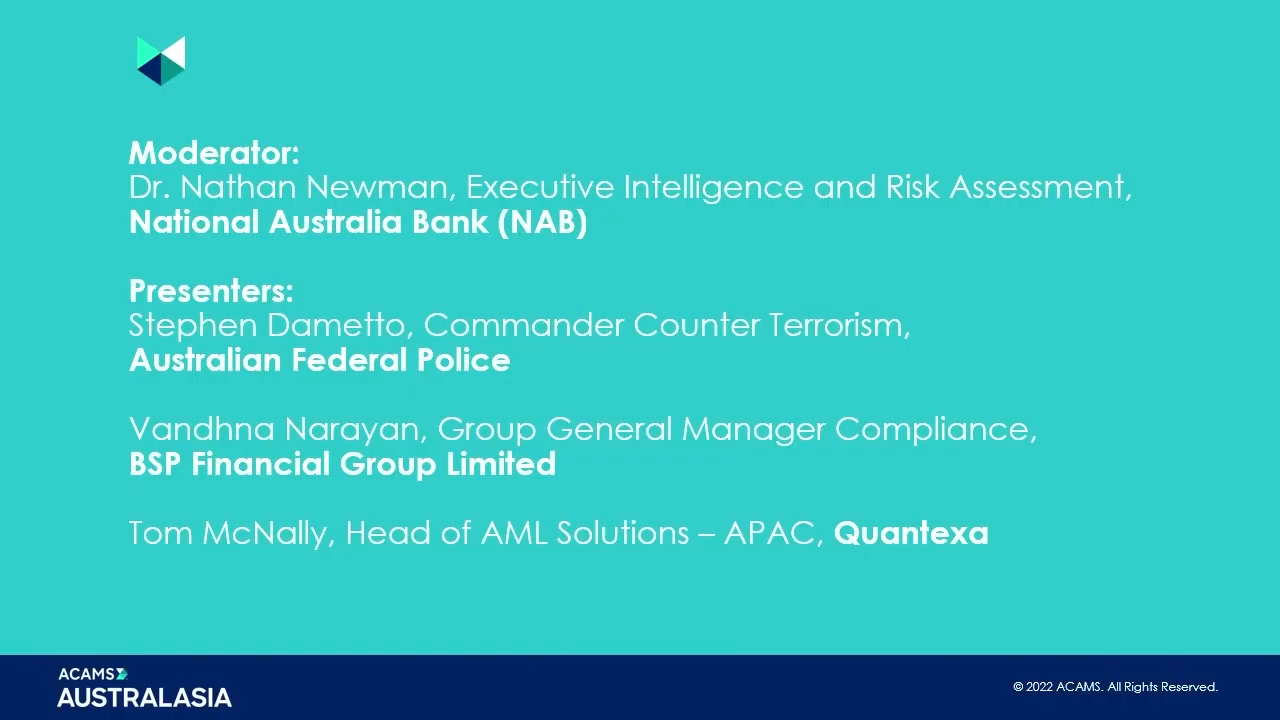 Moderator:
Dr. Nathan Newman, Executive Intelligence and Risk Assessment,
National Australia Bank (NAB)
Presenters:
Stephen Dametto, Commander Counter Terrorism,
Australian Federal Police
Vandhna Narayan, Group General Manager Compliance,
BSP Financial Group Limited
Tom McNally, Head of AML Solutions – APAC, Quantexa
ACAMS
AUSTRALASIA
© 2022 ACAMS. All Rights Reserved.